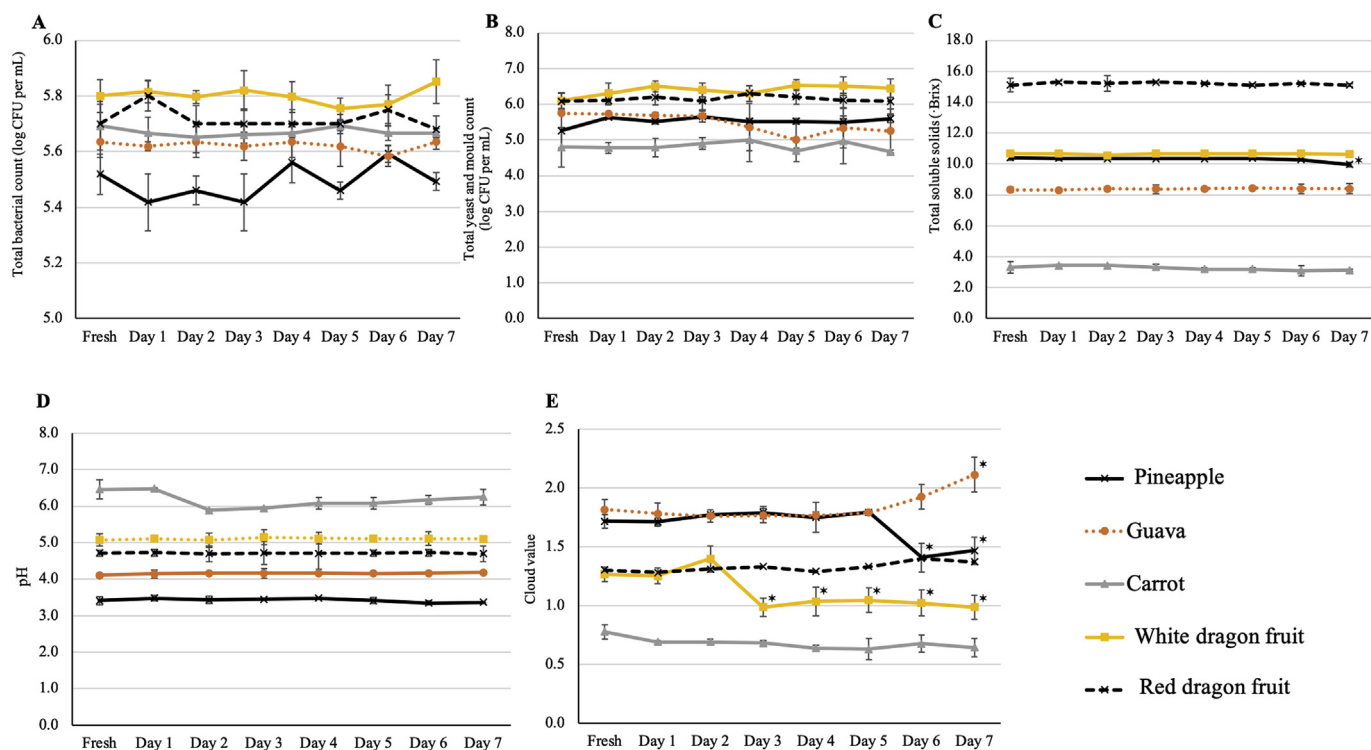 A
Total bacterial count (log CFU per mL)
6.0
5.8
5.6
5.4
5.2
5.0
Fresh Day 1 Day 2 Day 3 Day 4 Day 5 Day 6 Day 7
B
Total yeast and mould count
(log CFU per mL)
8.0
7.0
6.0
5.0
4.0
3.0
2.0
1.0
0.0
Fresh Day 1 Day 2 Day 3 Day 4 Day 5 Day 6 Day 7
C
Total soluble solids (◦Brix)
18.0
16.0
14.0
12.0
10.0
8.0
6.0
4.0
2.0
0.0
*
Fresh Day 1 Day 2 Day 3 Day 4 Day 5 Day 6 Day 7
D
pH
8.0
7.0
6.0
5.0
4.0
3.0
2.0
1.0
0.0
Fresh Day 1 Day 2 Day 3 Day 4 Day 5 Day 6 Day 7
E
Cloud value
2.5
2.0
1.5
1.0
0.5
0.0
*
* *
* * * * *
Fresh Day 1 Day 2 Day 3 Day 4 Day 5 Day 6 Day 7
Pineapple
Guava
Carrot
White dragon fruit
Red dragon fruit